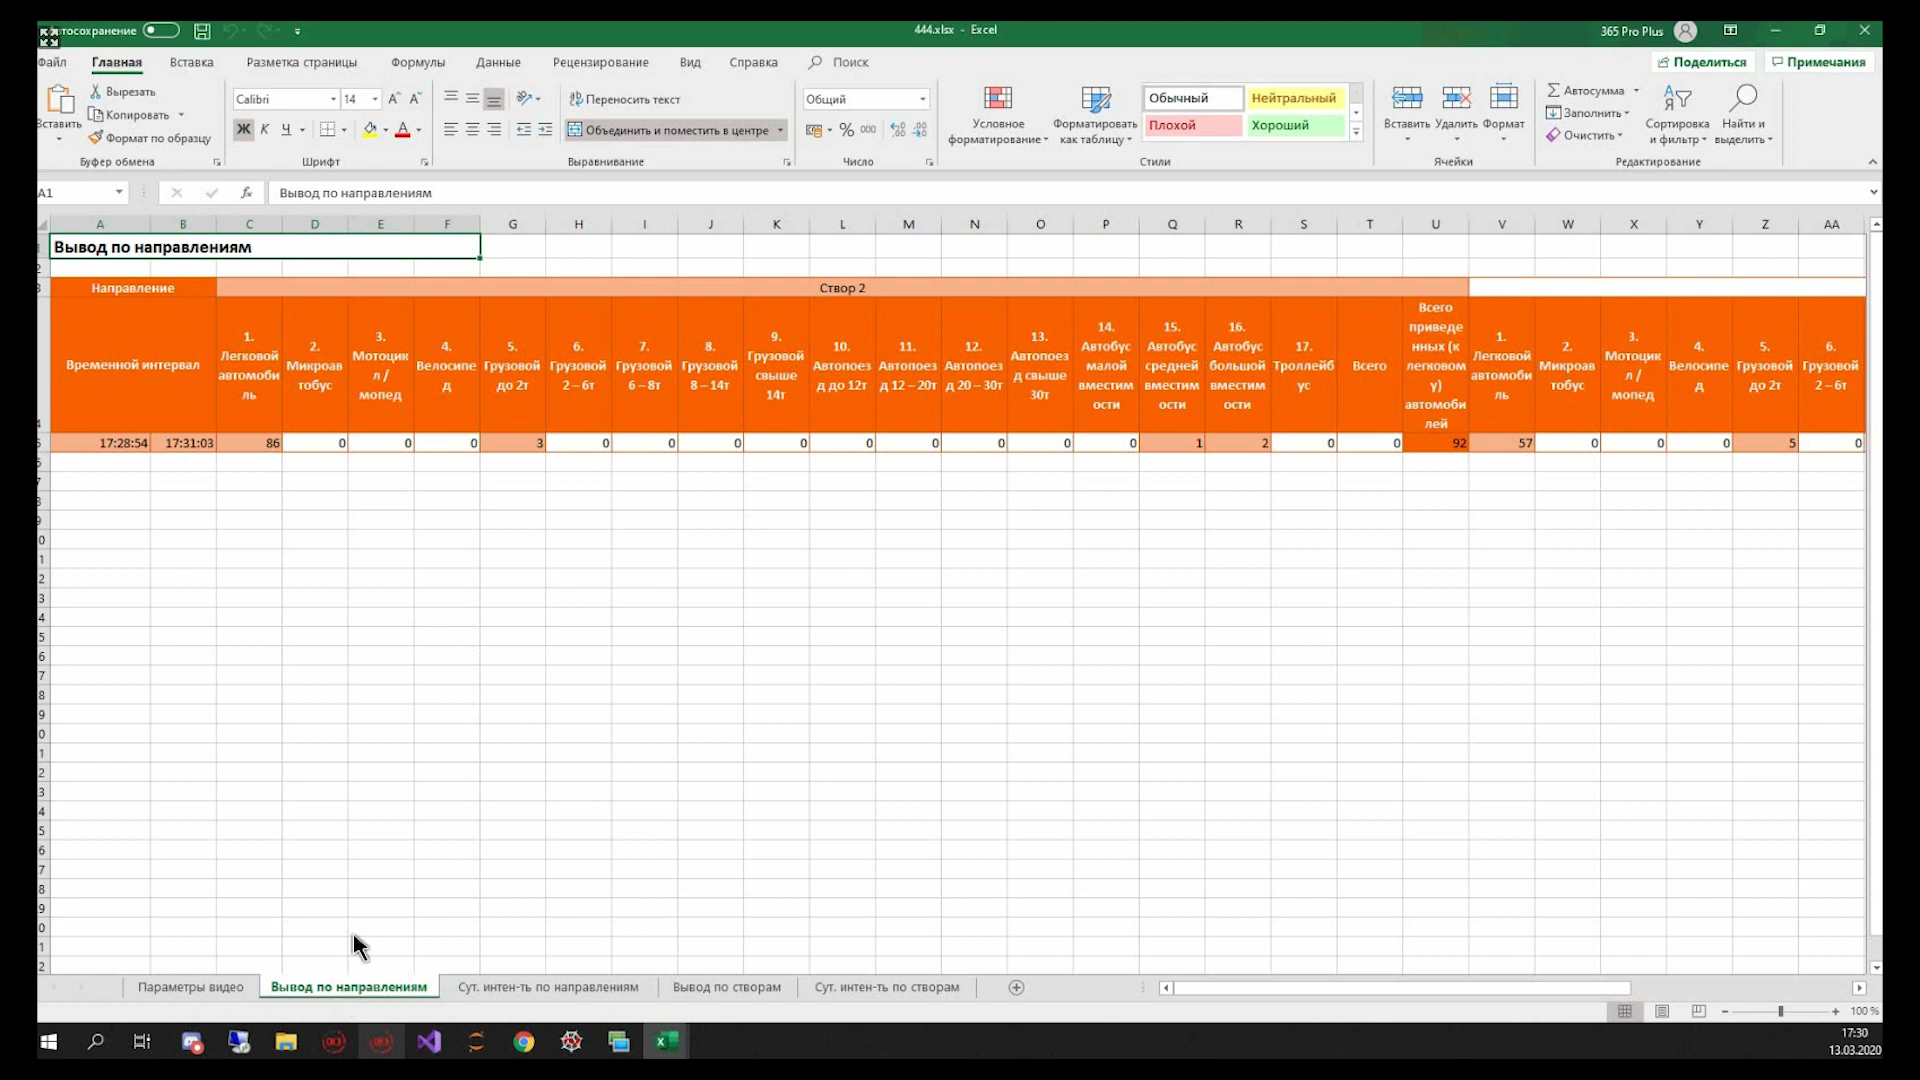 тосохранение
444.xlsx - Excel
365 Pro Plus
Файл Главная Вставка Разметка страницы Формулы Данные Рецензирование Вид Справка Поиск Поделиться Примечания
Вставить
Вырезать
Копировать
Формат по образцу
Буфер обмена
Calibri 14
Ж К Ч
Шрифт
Переносить текст
Объединить и поместить в центре
Выравнивание
Общий
% 000
Число
Условное форматирование
Форматировать как таблицу
Обычный Нейтральный
Плохой Хороший
Стили
Вставить Удалить Формат
Ячейки
Автосумма
Заполнить
Очистить
Сортировка и фильтр
Найти и выделить
Редактирование
A1 fx Вывод по направлениям
A B C D E F G H I J K L M N O P Q R S T U V W X Y Z AA
Вывод по направлениям
Направление Створ 2
Временной интервал
1. Легковой автомобиль
2. Микроавтобус
3. Мотоцикл / мопед
4. Велосипед
5. Грузовой до 2т
6. Грузовой 2 – 6т
7. Грузовой 6 – 8т
8. Грузовой 8 – 14т
9. Грузовой свыше 14т
10. Автопоезд до 12т
11. Автопоезд 12 – 20т
12. Автопоезд 20 – 30т
13. Автопоезд свыше 30т
14. Автобус малой вместимости
15. Автобус средней вместимости
16. Автобус большой вместимости
17. Троллейбус
Всего
Всего приведенных (к легковому) автомобилей
1. Легковой автомобиль
2. Микроавтобус
3. Мотоцикл / мопед
4. Велосипед
5. Грузовой до 2т
6. Грузовой 2 – 6т
17:28:54 17:31:03 86 0 0 0 3 0 0 0 0 0 0 0 0 0 1 2 0 0 92 57 0 0 0 5 0
Параметры видео Вывод по направлениям Сут. интен-ть по направлениям Вывод по створам Сут. интен-ть по створам
100 %
17:30
13.03.2020